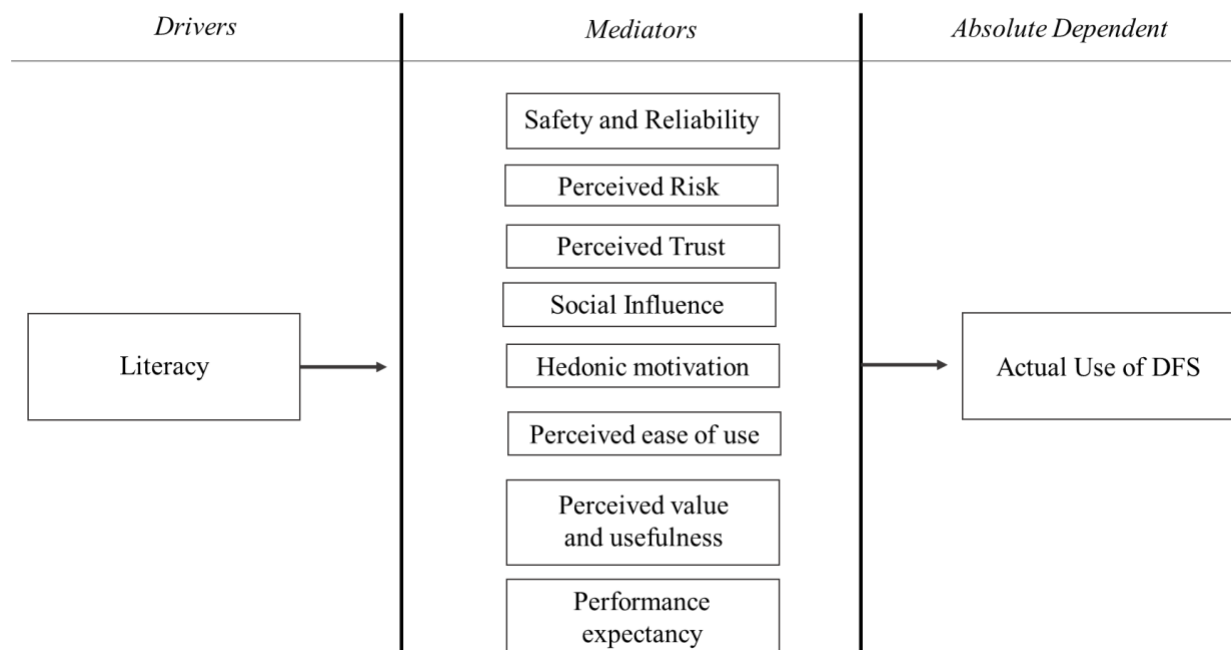 Drivers
Mediators
Absolute Dependent
Safety and Reliability
Perceived Risk
Perceived Trust
Social Influence
Literacy
Hedonic motivation
Actual Use of DFS
Perceived ease of use
Perceived value
and usefulness
Performance
expectancy